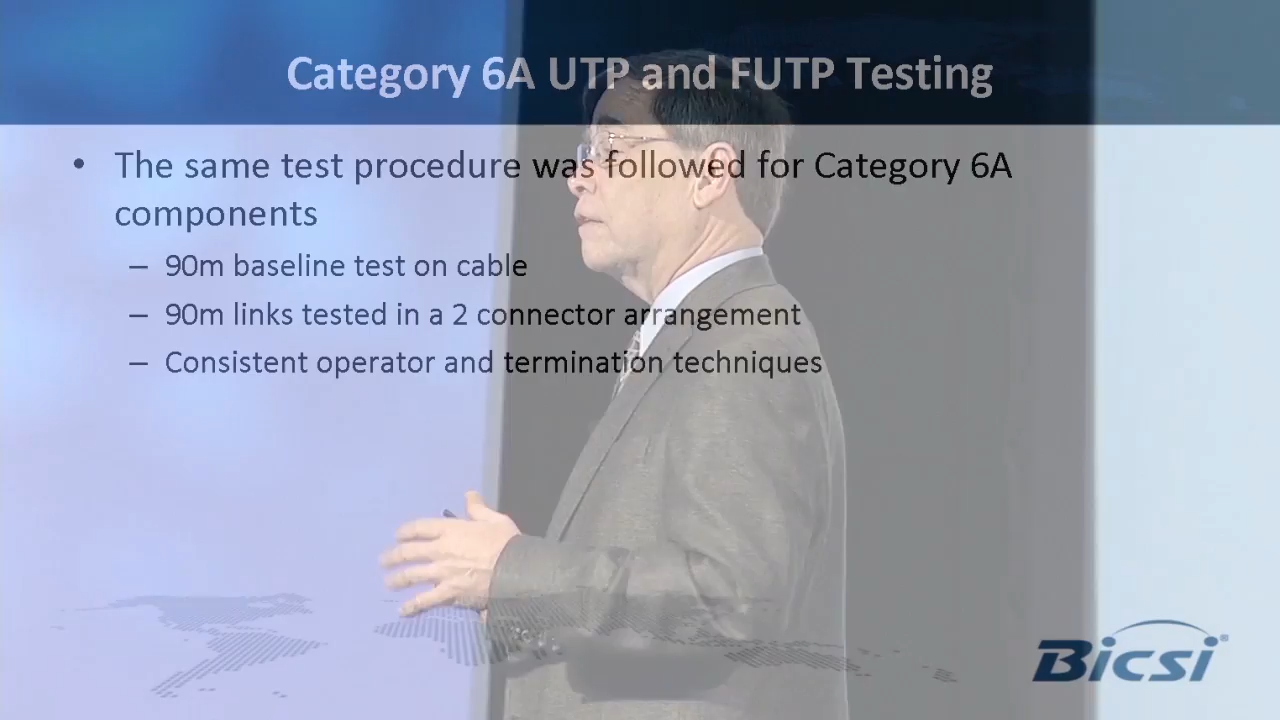 Category 6A UTP and FUTP Testing
• The same test procedure was followed for Category 6A
components
– 90m baseline test on cable
– 90m links tested in a 2 connector arrangement
– Consistent operator and termination techniques
Bicsi®